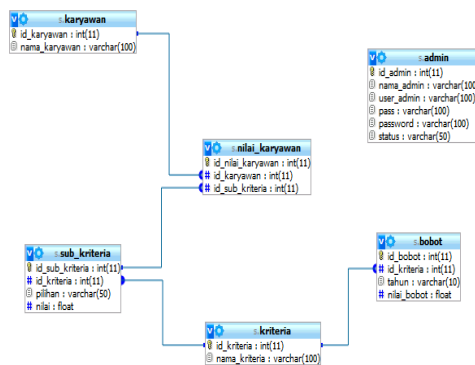 s.karyawan
id_karyawan : int(11)
nama_karyawan : varchar(100)
s.admin
id_admin : int(11)
nama_admin : varchar(100
user_admin : varchar(100)
pass : varchar(100)
password : varchar(100)
status : varchar(50)
s.nilai_karyawan
id_nilai_karyawan : int(11)
# id_karyawan : int(11)
# id_sub_kriteria : int(11)
s.sub_kriteria
id_sub_kriteria : int(11)
# id_kriteria : int(11)
pilihan : varchar(50)
# nilai : float
s.bobot
id_bobot : int(11)
# id_kriteria : int(11)
tahun : varchar(10)
# nilai_bobot : float
s.kriteria
id_kriteria : int(11)
nama_kriteria : varchar(100)